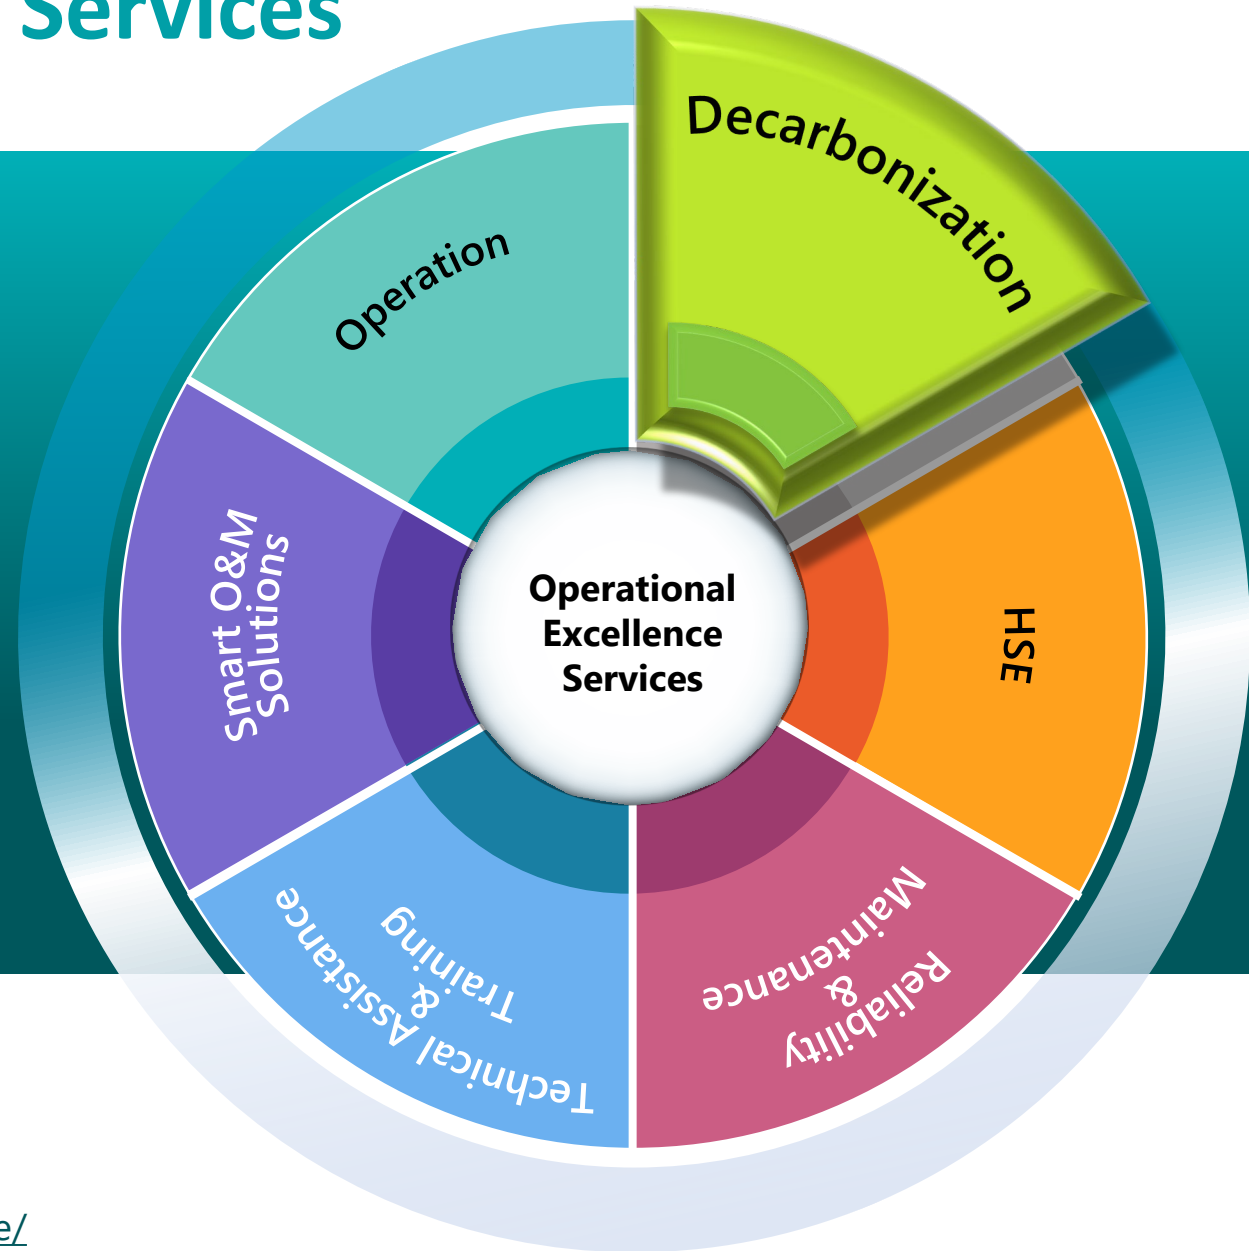 Services
Decarbonization
Operation
HSE
Smart O&M
Solutions
Operational
Excellence
Services
Reliability
&
Maintenance
Technical Assistance
&
Training
e/